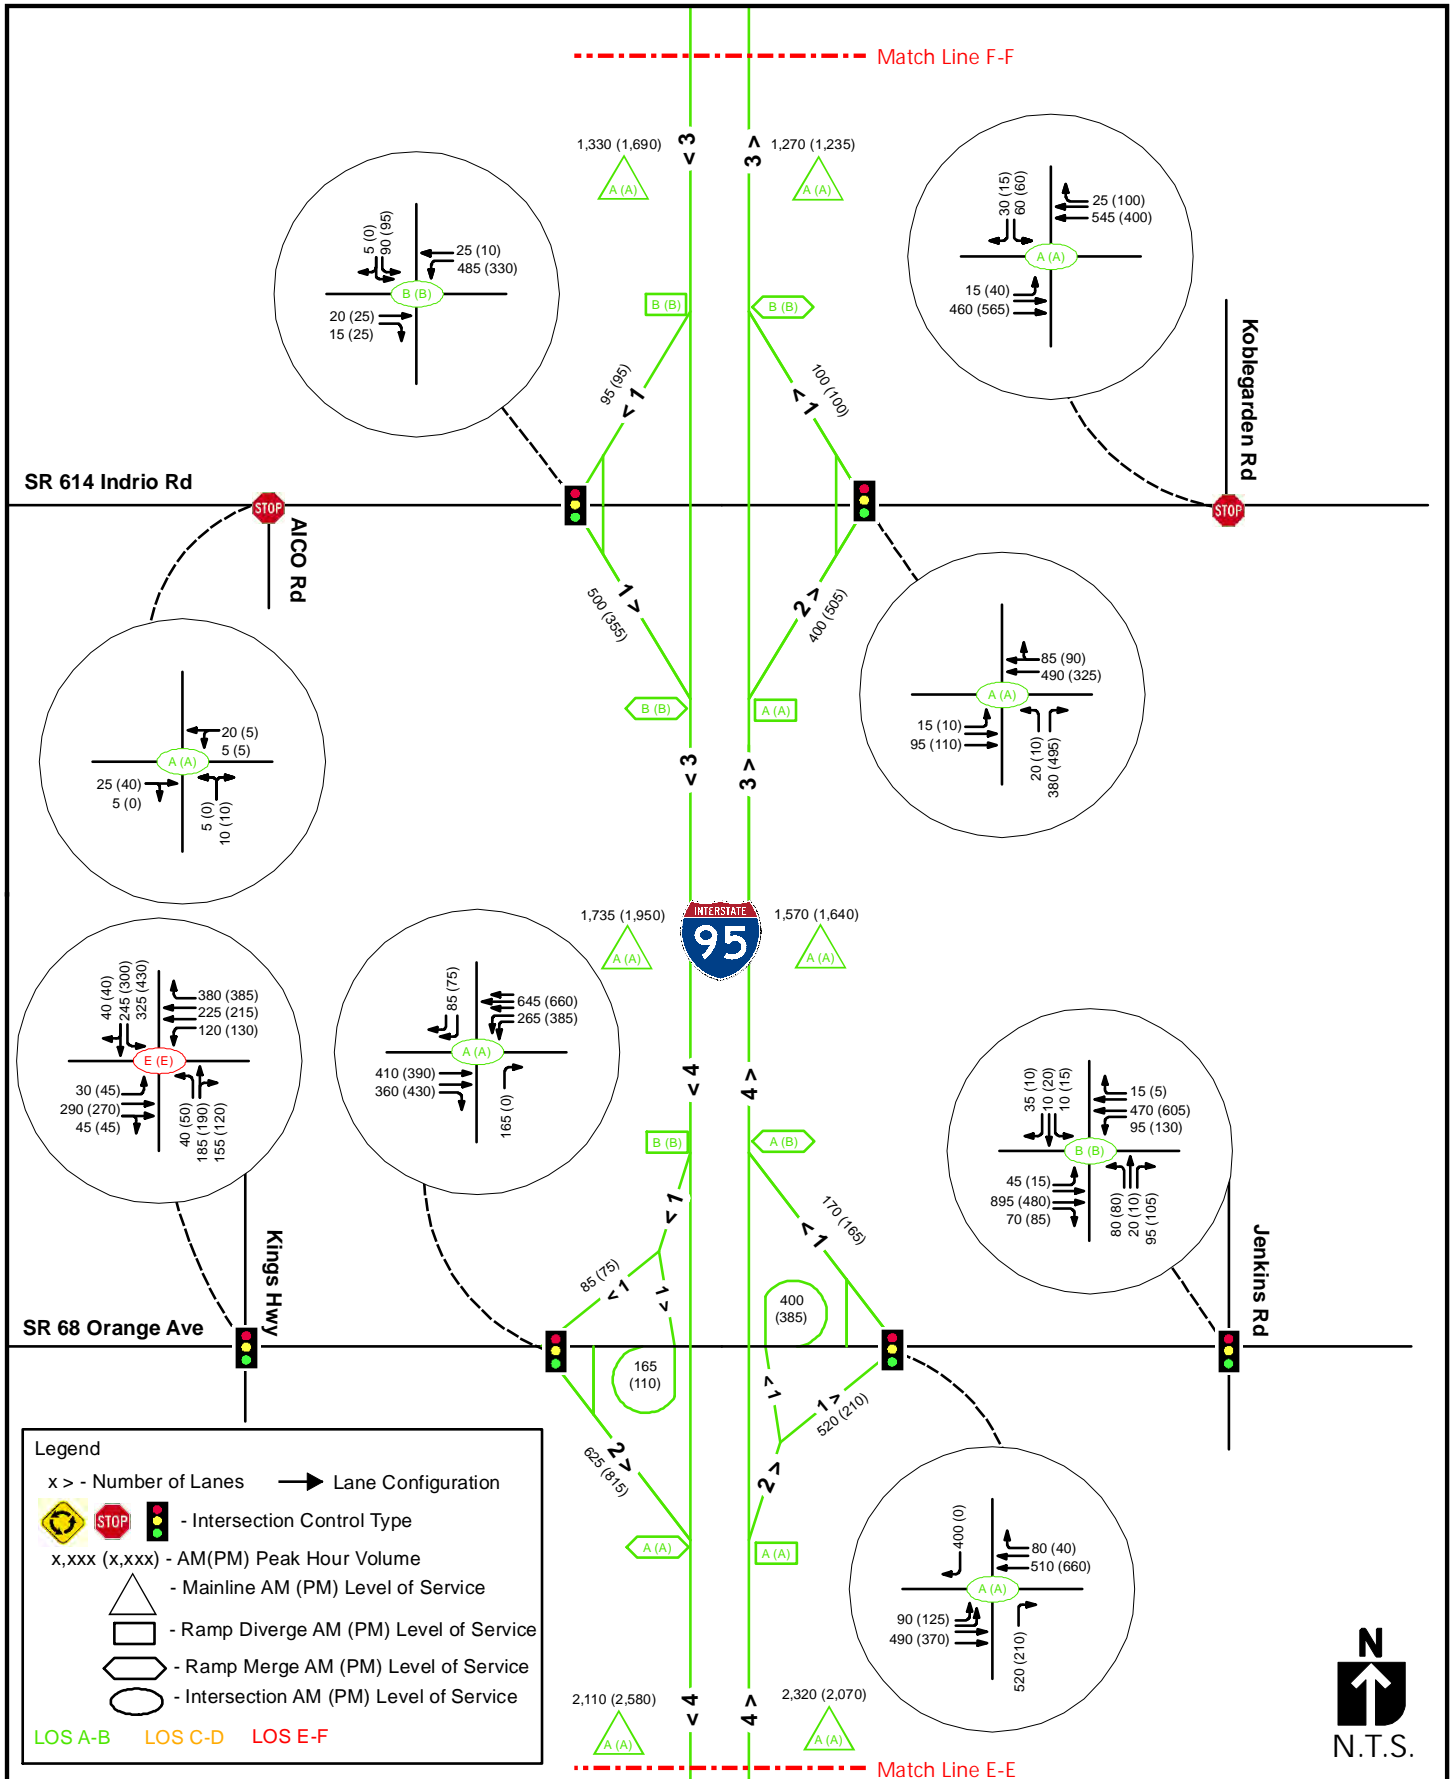 Match Line F-F
1,330 (1,690)
A (A)
< 3
3 >
1,270 (1,235)
A (A)
5 (0)
90 (95)
25 (10)
485 (330)
B (B)
20 (25)
15 (25)
30 (15)
60 (60)
25 (100)
545 (400)
A (A)
15 (40)
460 (565)
B (B)
B (B)
95 (95)
< 1
100 (100)
< 1
Koblegarden Rd
SR 614 Indrio Rd
STOP
STOP
AICO Rd
1 >
500 (355)
2 >
400 (505)
B (B)
A (A)
20 (5)
5 (5)
A (A)
25 (40)
5 (0)
5 (0)
10 (10)
85 (90)
490 (325)
A (A)
15 (10)
95 (110)
20 (10)
380 (495)
< 3
3 >
1,735 (1,950)
A (A)
INTERSTATE
95
1,570 (1,640)
A (A)
40 (40)
245 (300)
325 (430)
380 (385)
225 (215)
120 (130)
E (E)
30 (45)
290 (270)
45 (45)
40 (50)
185 (190)
155 (120)
85 (75)
645 (660)
265 (385)
A (A)
410 (390)
360 (430)
165 (0)
< 4
4 >
35 (10)
10 (20)
10 (15)
15 (5)
470 (605)
95 (130)
B (B)
45 (15)
895 (480)
70 (85)
80 (80)
20 (10)
95 (105)
B (B)
A (B)
< 1
170 (165)
< 1
85 (75)
< 1
1 >
400
(385)
Kings Hwy
Jenkins Rd
SR 68 Orange Ave
165
(110)
< 1
1 >
520 (210)
2 >
625 (815)
2 >
A (A)
A (A)
400 (0)
80 (40)
510 (660)
A (A)
90 (125)
490 (370)
520 (210)
Legend
x > - Number of Lanes
Lane Configuration
STOP
- Intersection Control Type
x,xxx (x,xxx) - AM(PM) Peak Hour Volume
- Mainline AM (PM) Level of Service
- Ramp Diverge AM (PM) Level of Service
- Ramp Merge AM (PM) Level of Service
- Intersection AM (PM) Level of Service
LOS A-B
LOS C-D
LOS E-F
2,110 (2,580)
A (A)
< 4
4 >
2,320 (2,070)
A (A)
Match Line E-E
N
N.T.S.